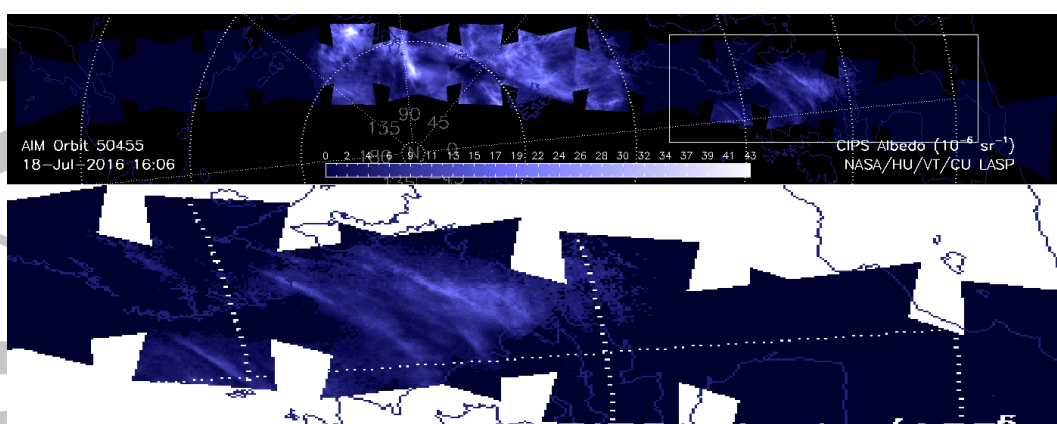 90
135 45
180 N 0
AIM Orbit 50455
18-Jul-2016 16:06
0 2 4 6 9 11 13 15 17 19 22 24 26 28 30 32 34 37 39 41 43
CIPS Albedo (10⁻⁶ sr⁻¹)
NASA/HU/VT/CU LASP